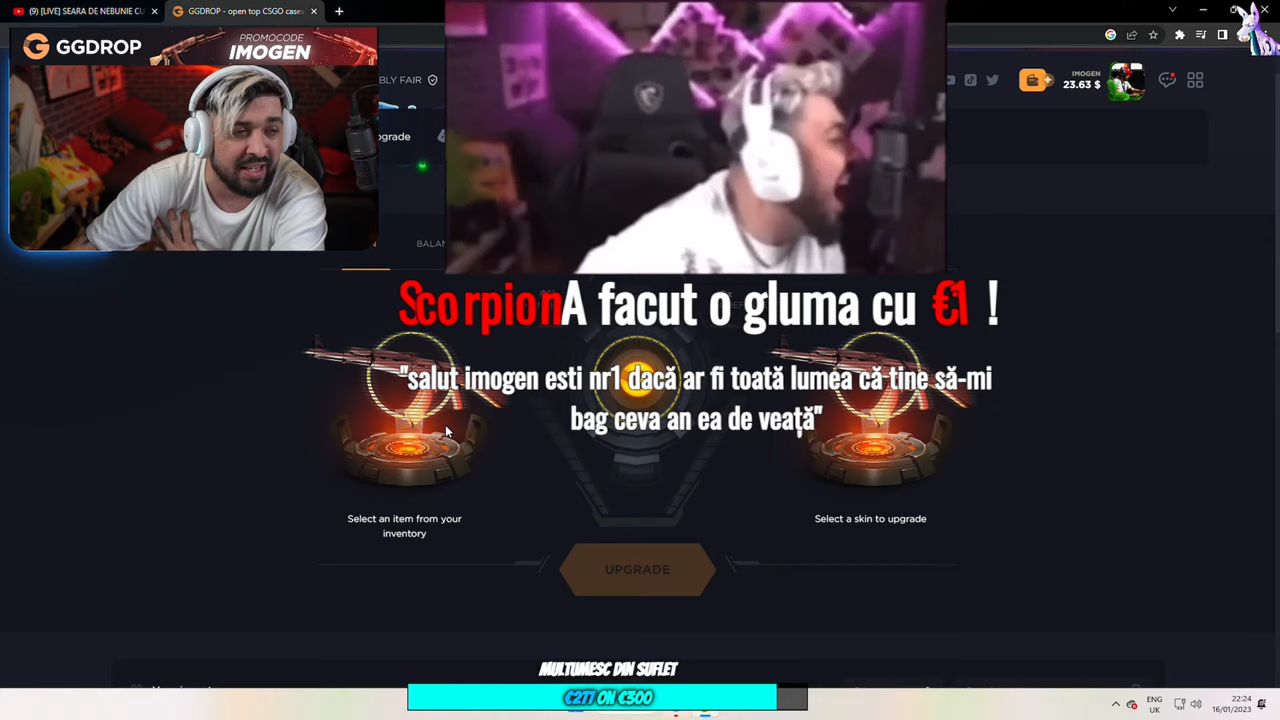 (9) [LIVE] SEARA DE NEBUNIE CU
GGDROP - open top CSGO case
GGDROP
PROMOCODE
IMOGEN
BLY FAIR
IMOGEN
23.63 $
grade
BALAN
ScorpionA facut o gluma cu €1 !
"salut imogen esti nr1 dacă ar fi toată lumea că tine să-mi
bag ceva an ea de veață"
Select an item from your
inventory
Select a skin to upgrade
UPGRADE
MULTUMESC DIN SUFLET
€277 ON €300
ENG
UK
22:24
16/01/2023